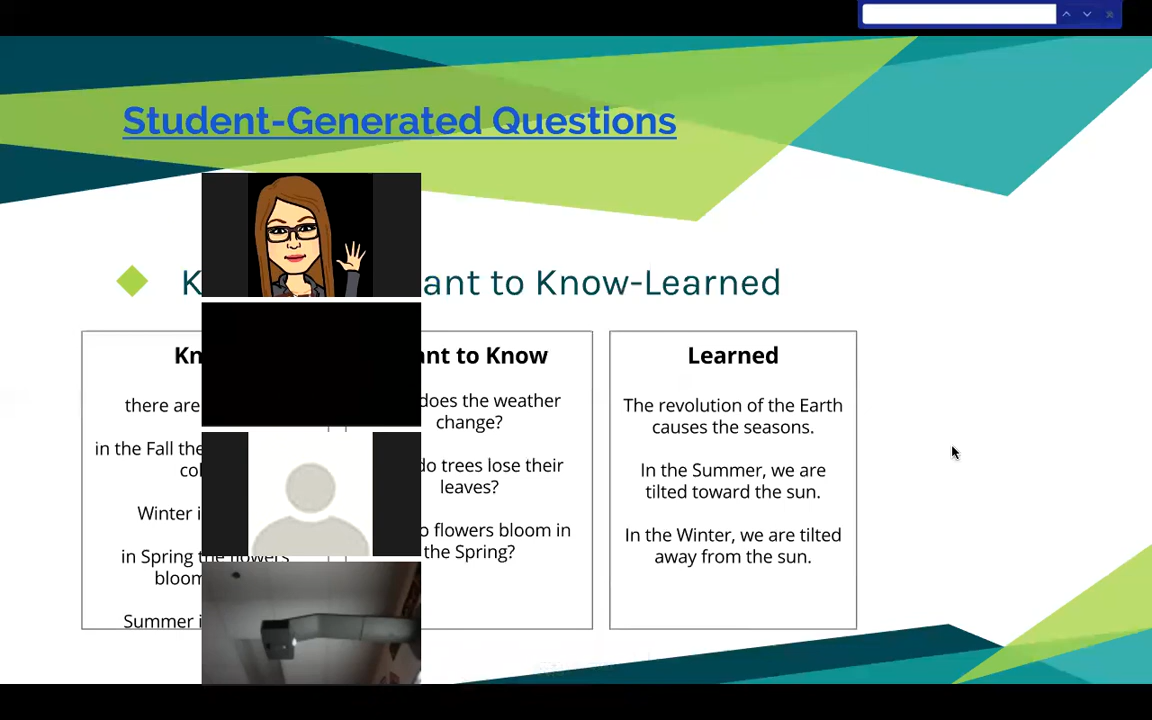 Student-Generated Questions
ant to Know-Learned
ant to Know
Learned
there are
in the Fall the
Winter
in Spring the flowers
bloom
Summer
does the weather
change?
do trees lose their
leaves?
flowers bloom in
the Spring?
The revolution of the Earth
causes the seasons.
In the Summer, we are
tilted toward the sun.
In the Winter, we are tilted
away from the sun.